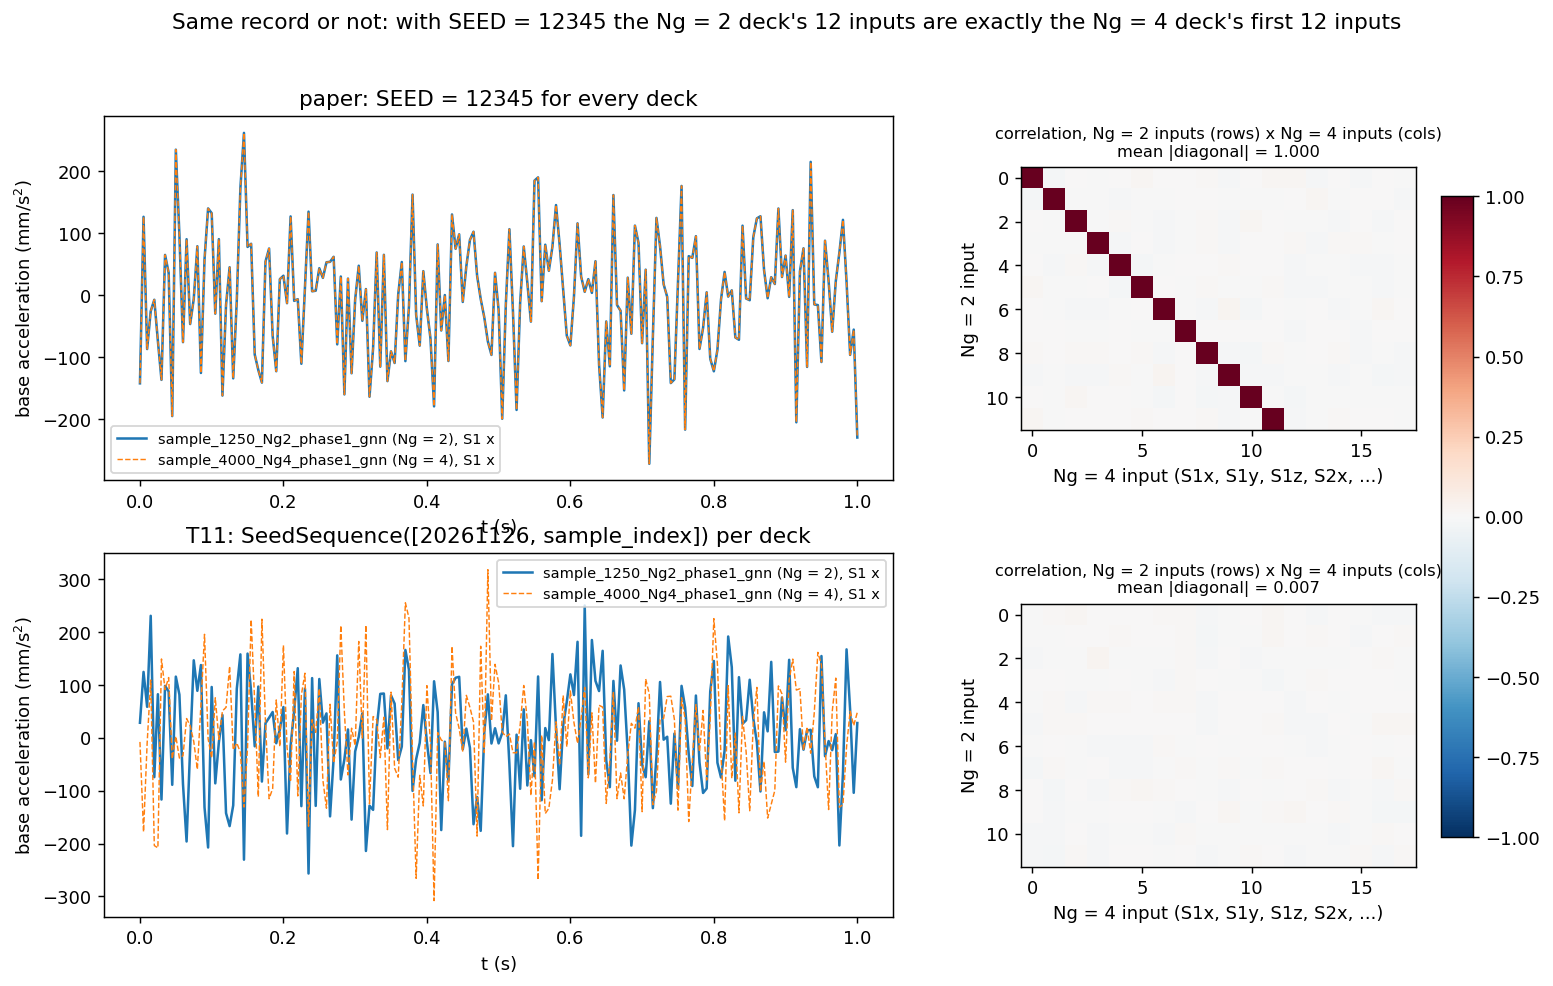 Same record or not: with SEED = 12345 the Ng = 2 deck's 12 inputs are exactly the Ng = 4 deck's first 12 inputs
paper: SEED = 12345 for every deck
base acceleration (mm/s²)
200
100
0
−100
−200
sample_1250_Ng2_phase1_gnn (Ng = 2), S1 x
sample_4000_Ng4_phase1_gnn (Ng = 4), S1 x
0.0
0.2
0.4
0.6
0.8
1.0
t (s)
correlation, Ng = 2 inputs (rows) x Ng = 4 inputs (cols)
mean |diagonal| = 1.000
Ng = 2 input
0
2
4
6
8
10
0
5
10
15
Ng = 4 input (S1x, S1y, S1z, S2x, ...)
T11: SeedSequence([20261126, sample_index]) per deck
base acceleration (mm/s²)
300
200
100
0
−100
−200
−300
sample_1250_Ng2_phase1_gnn (Ng = 2), S1 x
sample_4000_Ng4_phase1_gnn (Ng = 4), S1 x
0.0
0.2
0.4
0.6
0.8
1.0
t (s)
correlation, Ng = 2 inputs (rows) x Ng = 4 inputs (cols)
mean |diagonal| = 0.007
Ng = 2 input
0
2
4
6
8
10
0
5
10
15
Ng = 4 input (S1x, S1y, S1z, S2x, ...)
1.00
0.75
0.50
0.25
0.00
−0.25
−0.50
−0.75
−1.00